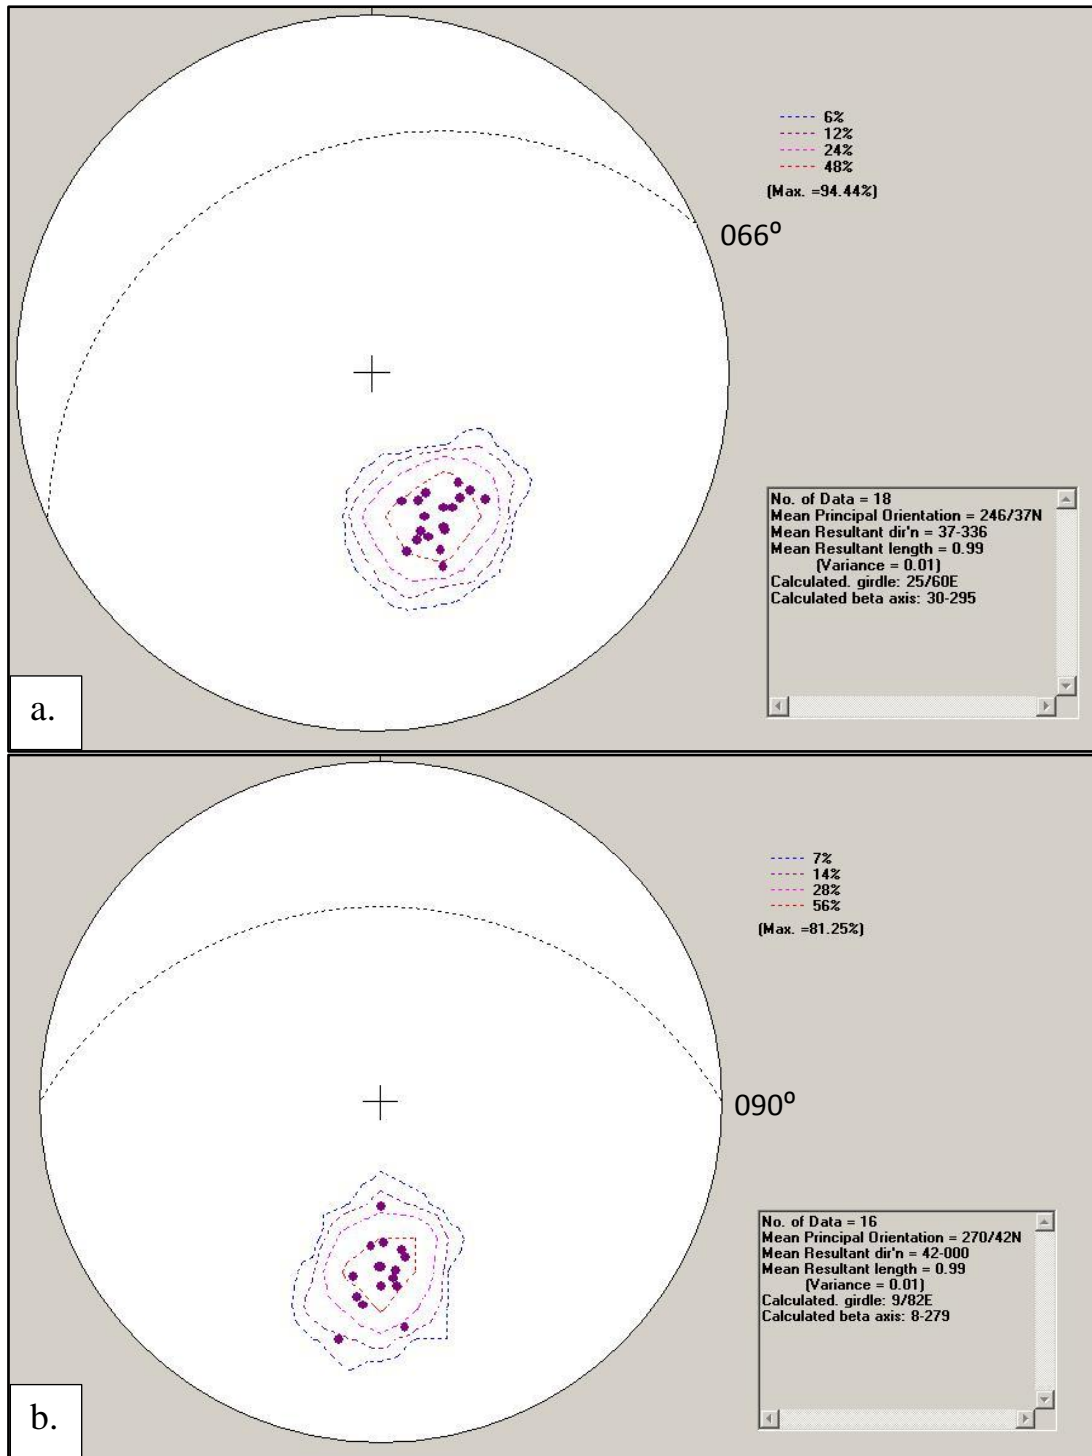 6%
12%
24%
48%
(Max. =94.44%)
066⁰
No. of Data = 18
Mean Principal Orientation = 246/37N
Mean Resultant dir'n = 37-336
Mean Resultant length = 0.99
(Variance = 0.01)
Calculated. girdle: 25/60E
Calculated beta axis: 30-295
a.
7%
14%
28%
56%
(Max. =81.25%)
090⁰
No. of Data = 16
Mean Principal Orientation = 270/42N
Mean Resultant dir'n = 42-000
Mean Resultant length = 0.99
(Variance = 0.01)
Calculated. girdle: 9/82E
Calculated beta axis: 8-279
b.